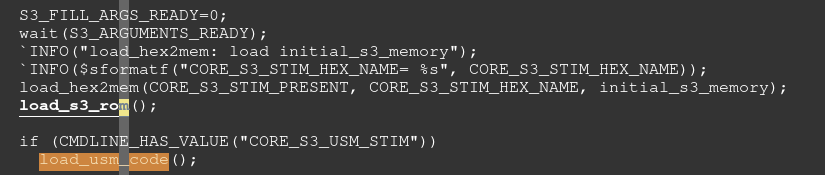 S3_FILL_ARGS_READY=0;
wait(S3_ARGUMENTS_READY);
`INFO("load_hex2mem: load initial_s3_memory");
`INFO($sformatf("CORE_S3_STIM_HEX_NAME= %s", CORE_S3_STIM_HEX_NAME));
load_hex2mem(CORE_S3_STIM_PRESENT, CORE_S3_STIM_HEX_NAME, initial_s3_memory);
load_s3_rom();
if (CMDLINE_HAS_VALUE("CORE_S3_USM_STIM"))
load_usm_code();